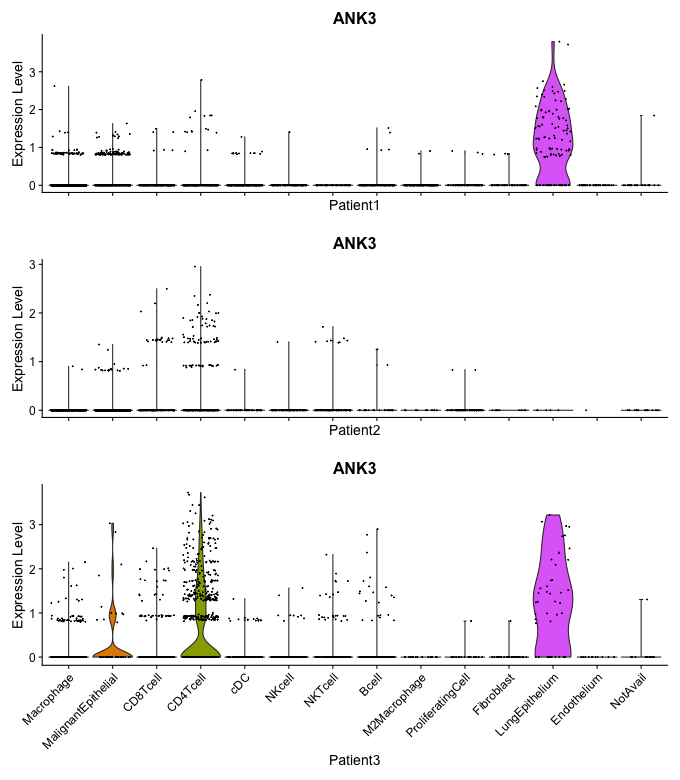 ANK3
Expression Level
3
2
1
0
Patient1
ANK3
Expression Level
3
2
1
0
Patient2
ANK3
Expression Level
3
2
1
0
Macrophage
MalignantEpithelial
CD8Tcell
CD4Tcell
cDC
NKcell
NKTcell
Bcell
M2Macrophage
ProliferatingCell
Fibroblast
LungEpithelium
Endothelium
NotAvail
Patient3